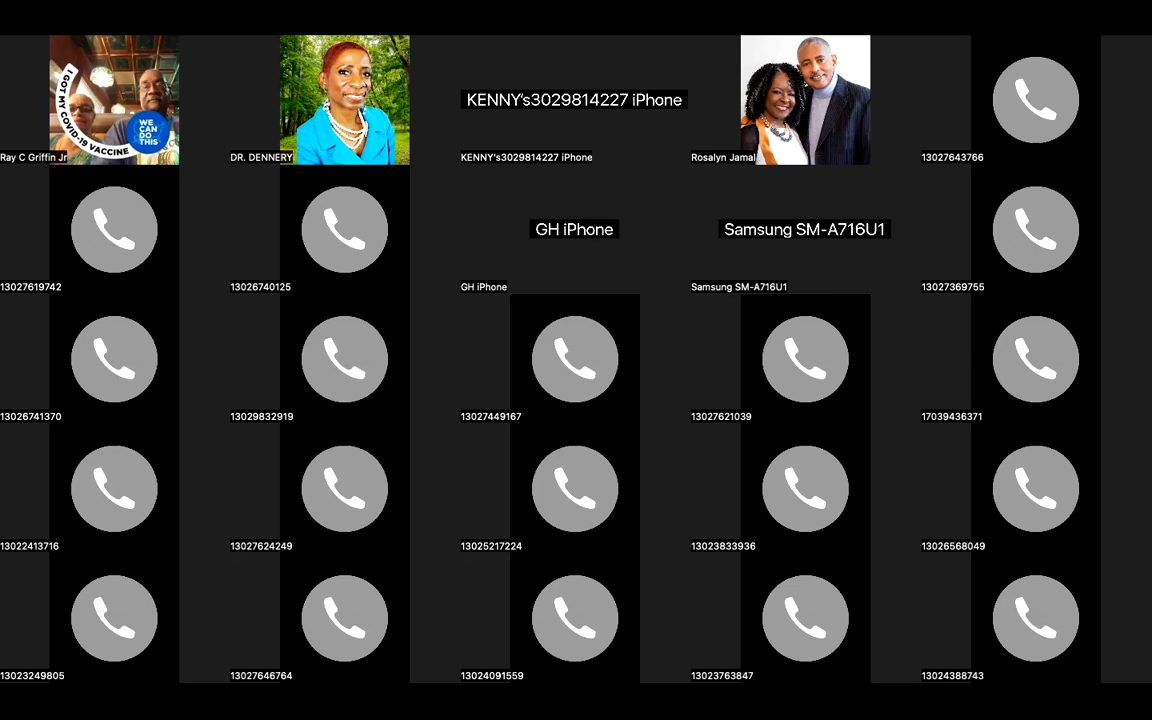 I GOT MY COVID-19 VACCINE
WE
CAN
DO
THIS
Ray C Griffin Jr
DR. DENNERY
KENNY's3029814227 iPhone
KENNY's3029814227 iPhone
Rosalyn Jamal
13027643766
13027619742
13026740125
GH iPhone
GH iPhone
Samsung SM-A716U1
Samsung SM-A716U1
13027369755
13026741370
13029832919
13027449167
13027621039
17039436371
13022413716
13027624249
13025217224
13023833936
13026568049
13023249805
13027646764
13024091559
13023763847
13024388743